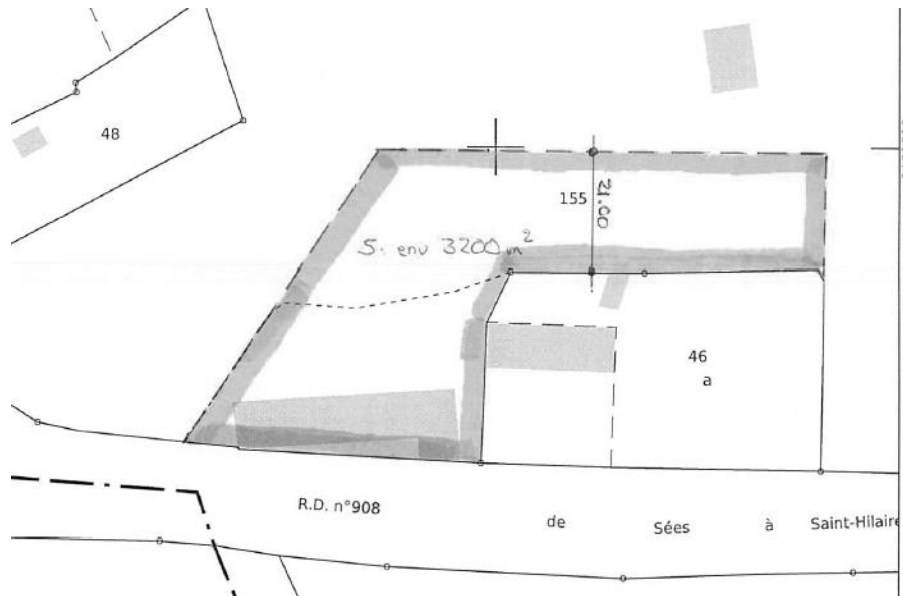 48
155
21.00
S. env 3200 m²
46
a
R.D. n°908
de
Sées
à
Saint-Hilaire